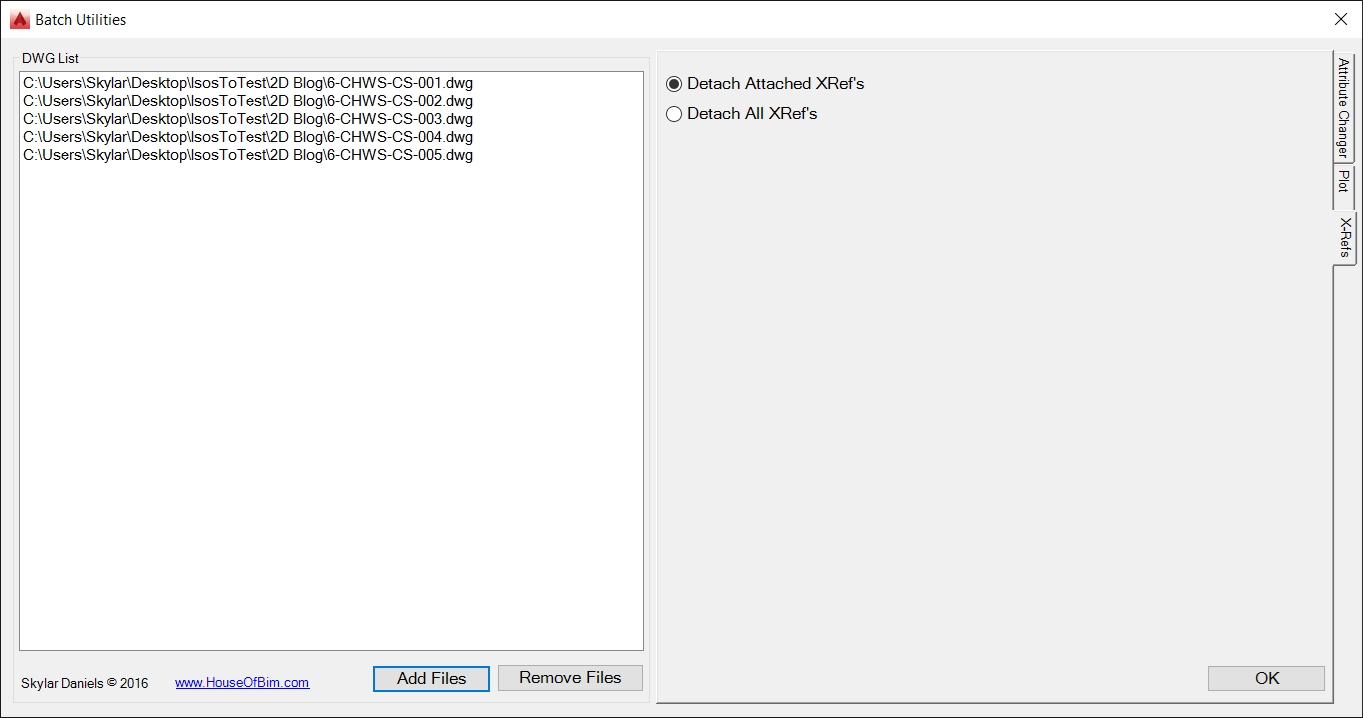 Batch Utilities
DWG List
C:\Users\Skylar\Desktop\IsosToTest\2D Blog\6-CHWS-CS-001.dwg
C:\Users\Skylar\Desktop\IsosToTest\2D Blog\6-CHWS-CS-002.dwg
C:\Users\Skylar\Desktop\IsosToTest\2D Blog\6-CHWS-CS-003.dwg
C:\Users\Skylar\Desktop\IsosToTest\2D Blog\6-CHWS-CS-004.dwg
C:\Users\Skylar\Desktop\IsosToTest\2D Blog\6-CHWS-CS-005.dwg
Skylar Daniels © 2016
www.HouseOfBim.com
Add Files
Remove Files
Detach Attached XRef's
Detach All XRef's
OK
Attribute Changer
Plot
X-Refs